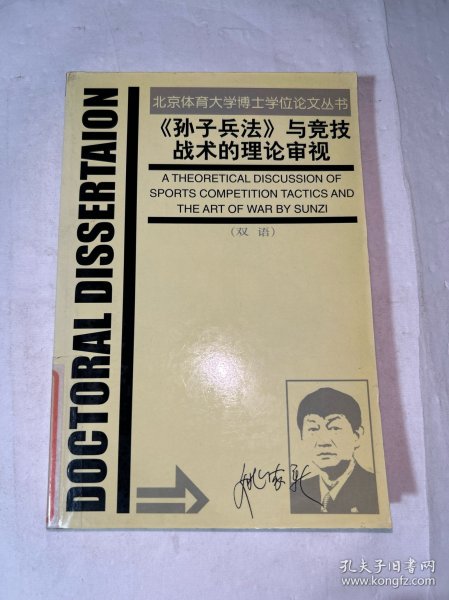 北京体育大学博士学位论文丛书
《孙子兵法》与竞技
战术的理论审视
A THEORETICAL DISCUSSION OF
SPORTS COMPETITION TACTICS AND
THE ART OF WAR BY SUNZI
(双 语)
DOCTORAL DISSERTAION
孔夫子旧书网
www.kongfz.com